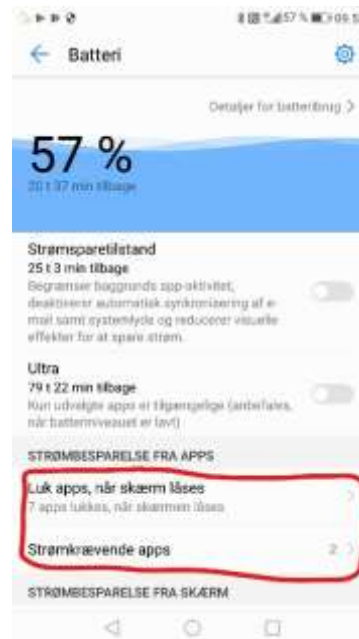 57 % 09.5
Batteri
Detaljer for batteribrug
57 %
20 t 37 min tilbage
Strømsparetilstand
25 t 3 min tilbage
Begrænser baggrunds app-aktivitet,
deaktiverer automatisk synkronisering af e-
mail samt systemlyde og reducerer visuelle
effekter for at spare strøm.
Ultra
79 t 22 min tilbage
Kun udvalgte apps er tilgængelige (anbefales,
når batteriniveauet er lavt)
STRØMBESPARELSE FRA APPS
Luk apps, når skærm låses
7 apps lukkes, når skærmen låses
Strømkrævende apps 2
STRØMBESPARELSE FRA SKÆRM